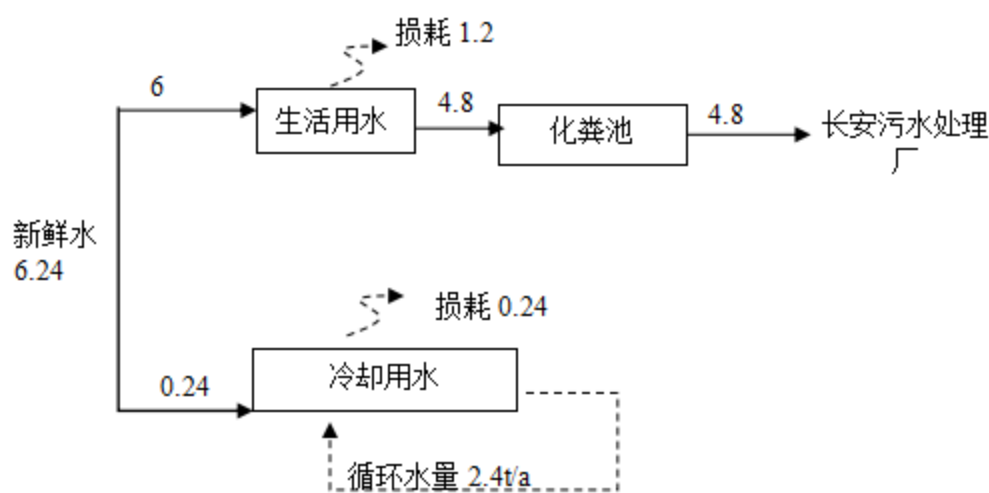 损耗 1.2
6
生活用水
4.8
化粪池
4.8
长安污水处理
厂
新鲜水
6.24
损耗 0.24
0.24
冷却用水
循环水量 2.4t/a